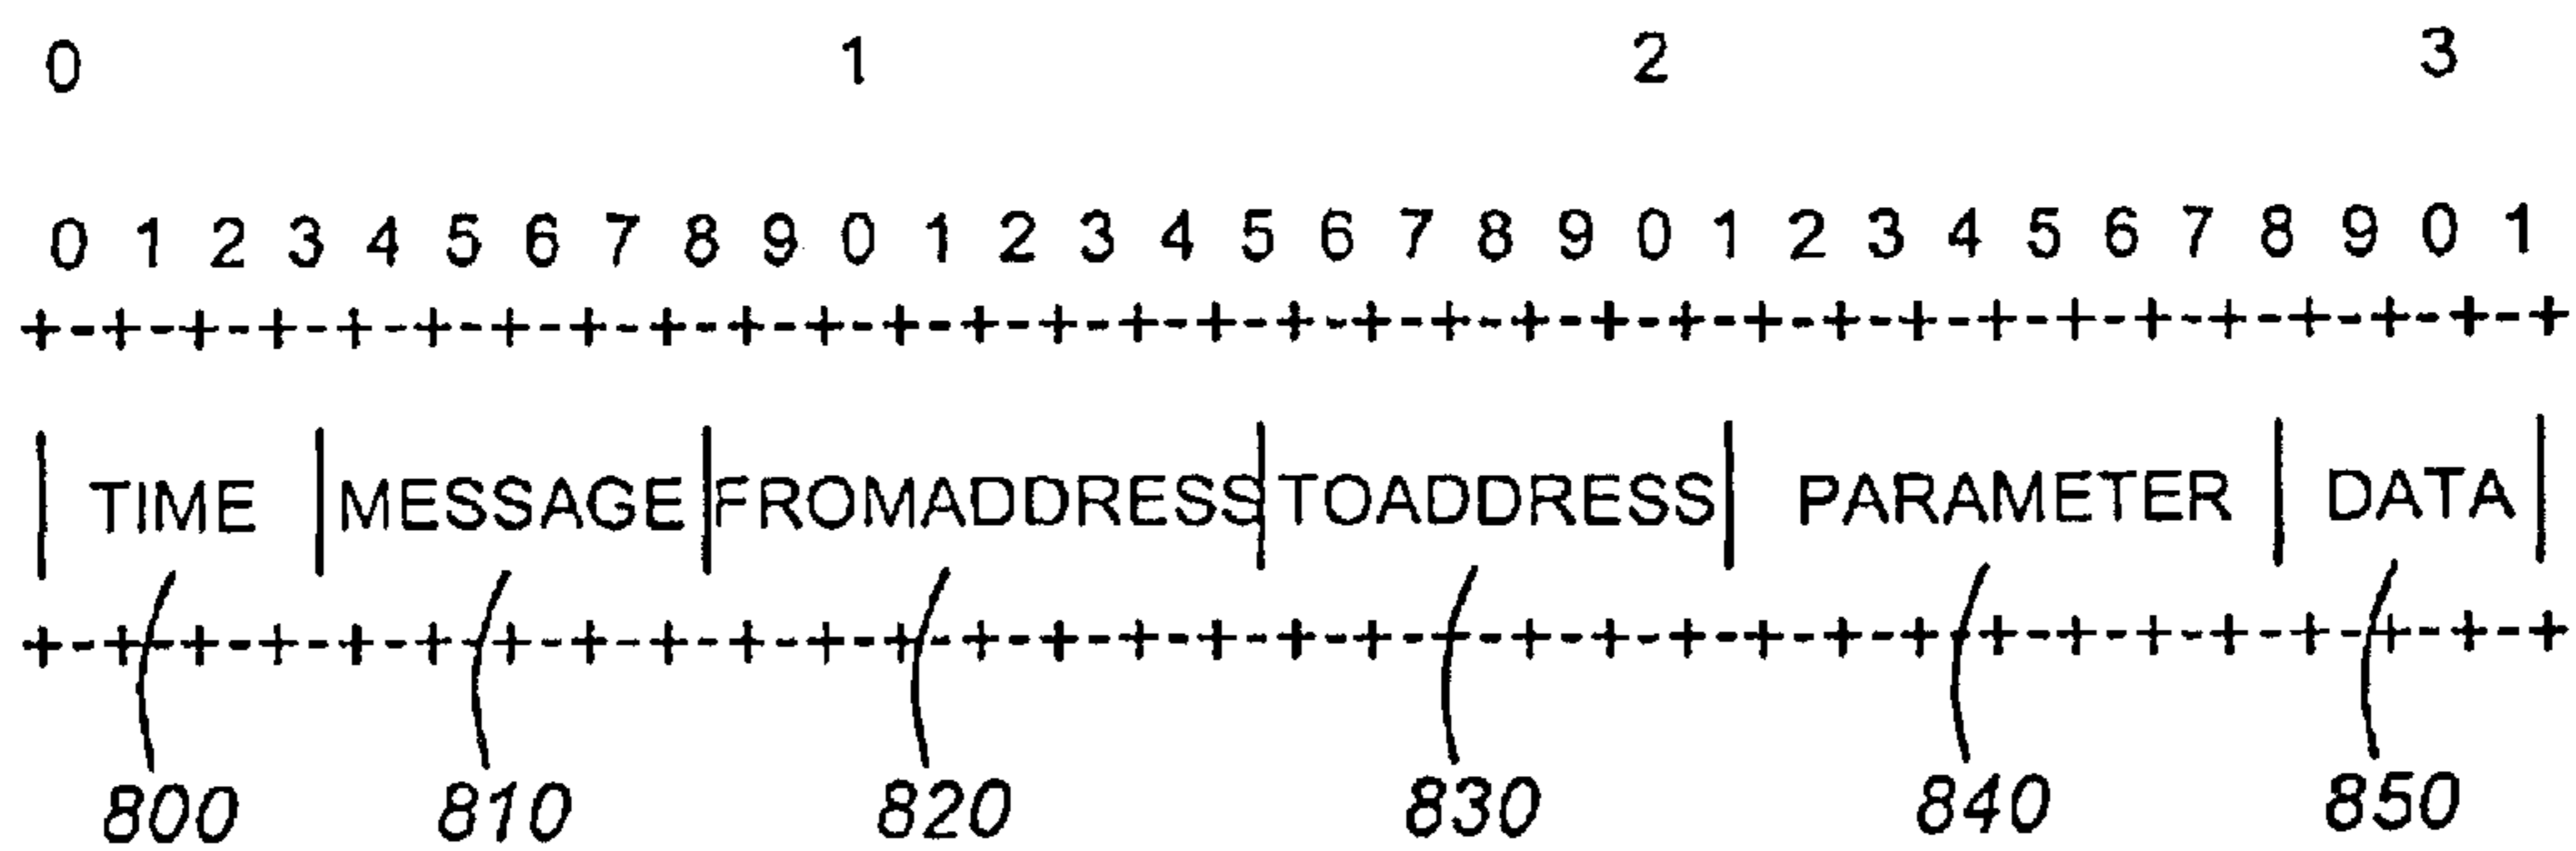 0 1 2 3
0 1 2 3 4 5 6 7 8 9 0 1 2 3 4 5 6 7 8 9 0 1 2 3 4 5 6 7 8 9 0 1
+-+-+-+-+-+-+-+-+-+-+-+-+-+-+-+-+-+-+-+-+-+-+-+-+-+-+-+-+-+-+-+-+
| TIME | MESSAGE | FROMADDRESS | TOADDRESS | PARAMETER | DATA |
+-+-+-+-+-+-+-+-+-+-+-+-+-+-+-+-+-+-+-+-+-+-+-+-+-+-+-+-+-+-+-+-+
800 810 820 830 840 850